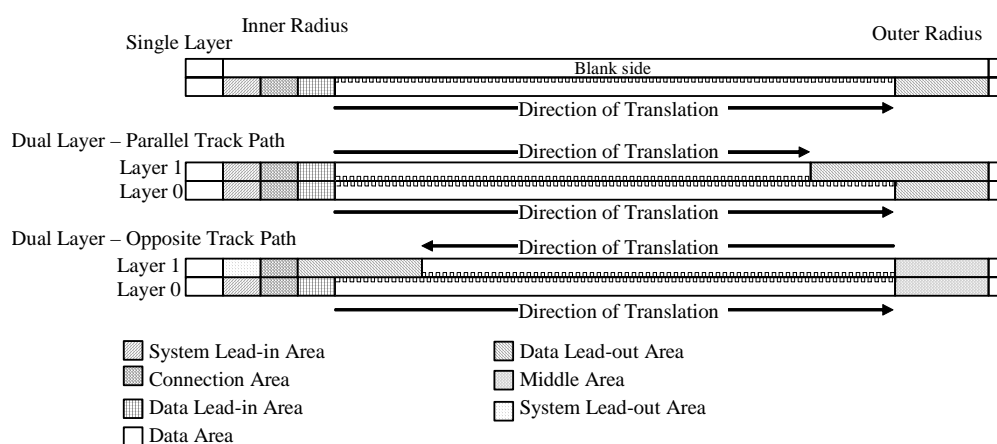 Inner Radius
Single Layer
Outer Radius
Blank side
Direction of Translation
Dual Layer – Parallel Track Path
Direction of Translation
Layer 1
Layer 0
Direction of Translation
Dual Layer – Opposite Track Path
Direction of Translation
Layer 1
Layer 0
Direction of Translation
System Lead-in Area
Connection Area
Data Lead-in Area
Data Area
Data Lead-out Area
Middle Area
System Lead-out Area